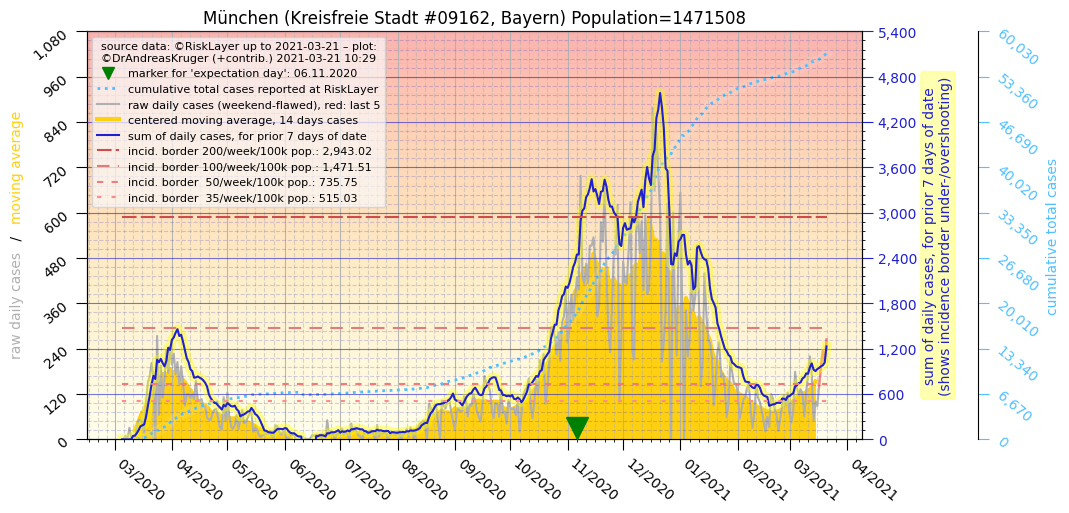 München (Kreisfreie Stadt #09162, Bayern) Population=1471508
source data: ©RiskLayer up to 2021-03-21 – plot:
©DrAndreasKruger (+contrib.) 2021-03-21 10:29
marker for 'expectation day': 06.11.2020
cumulative total cases reported at RiskLayer
raw daily cases (weekend-flawed), red: last 5
centered moving average, 14 days cases
sum of daily cases, for prior 7 days of date
incid. border 200/week/100k pop.: 2,943.02
incid. border 100/week/100k pop.: 1,471.51
incid. border 50/week/100k pop.: 735.75
incid. border 35/week/100k pop.: 515.03
raw daily cases / moving average
1,080
960
840
720
600
480
360
240
120
0
03/2020
04/2020
05/2020
06/2020
07/2020
08/2020
09/2020
10/2020
11/2020
12/2020
01/2021
02/2021
03/2021
04/2021
5,400
4,800
4,200
3,600
3,000
2,400
1,800
1,200
600
0
sum of daily cases, for prior 7 days of date
(shows incidence border under-/overshooting)
60,030
53,360
46,690
40,020
33,350
26,680
20,010
13,340
6,670
0
cumulative total cases